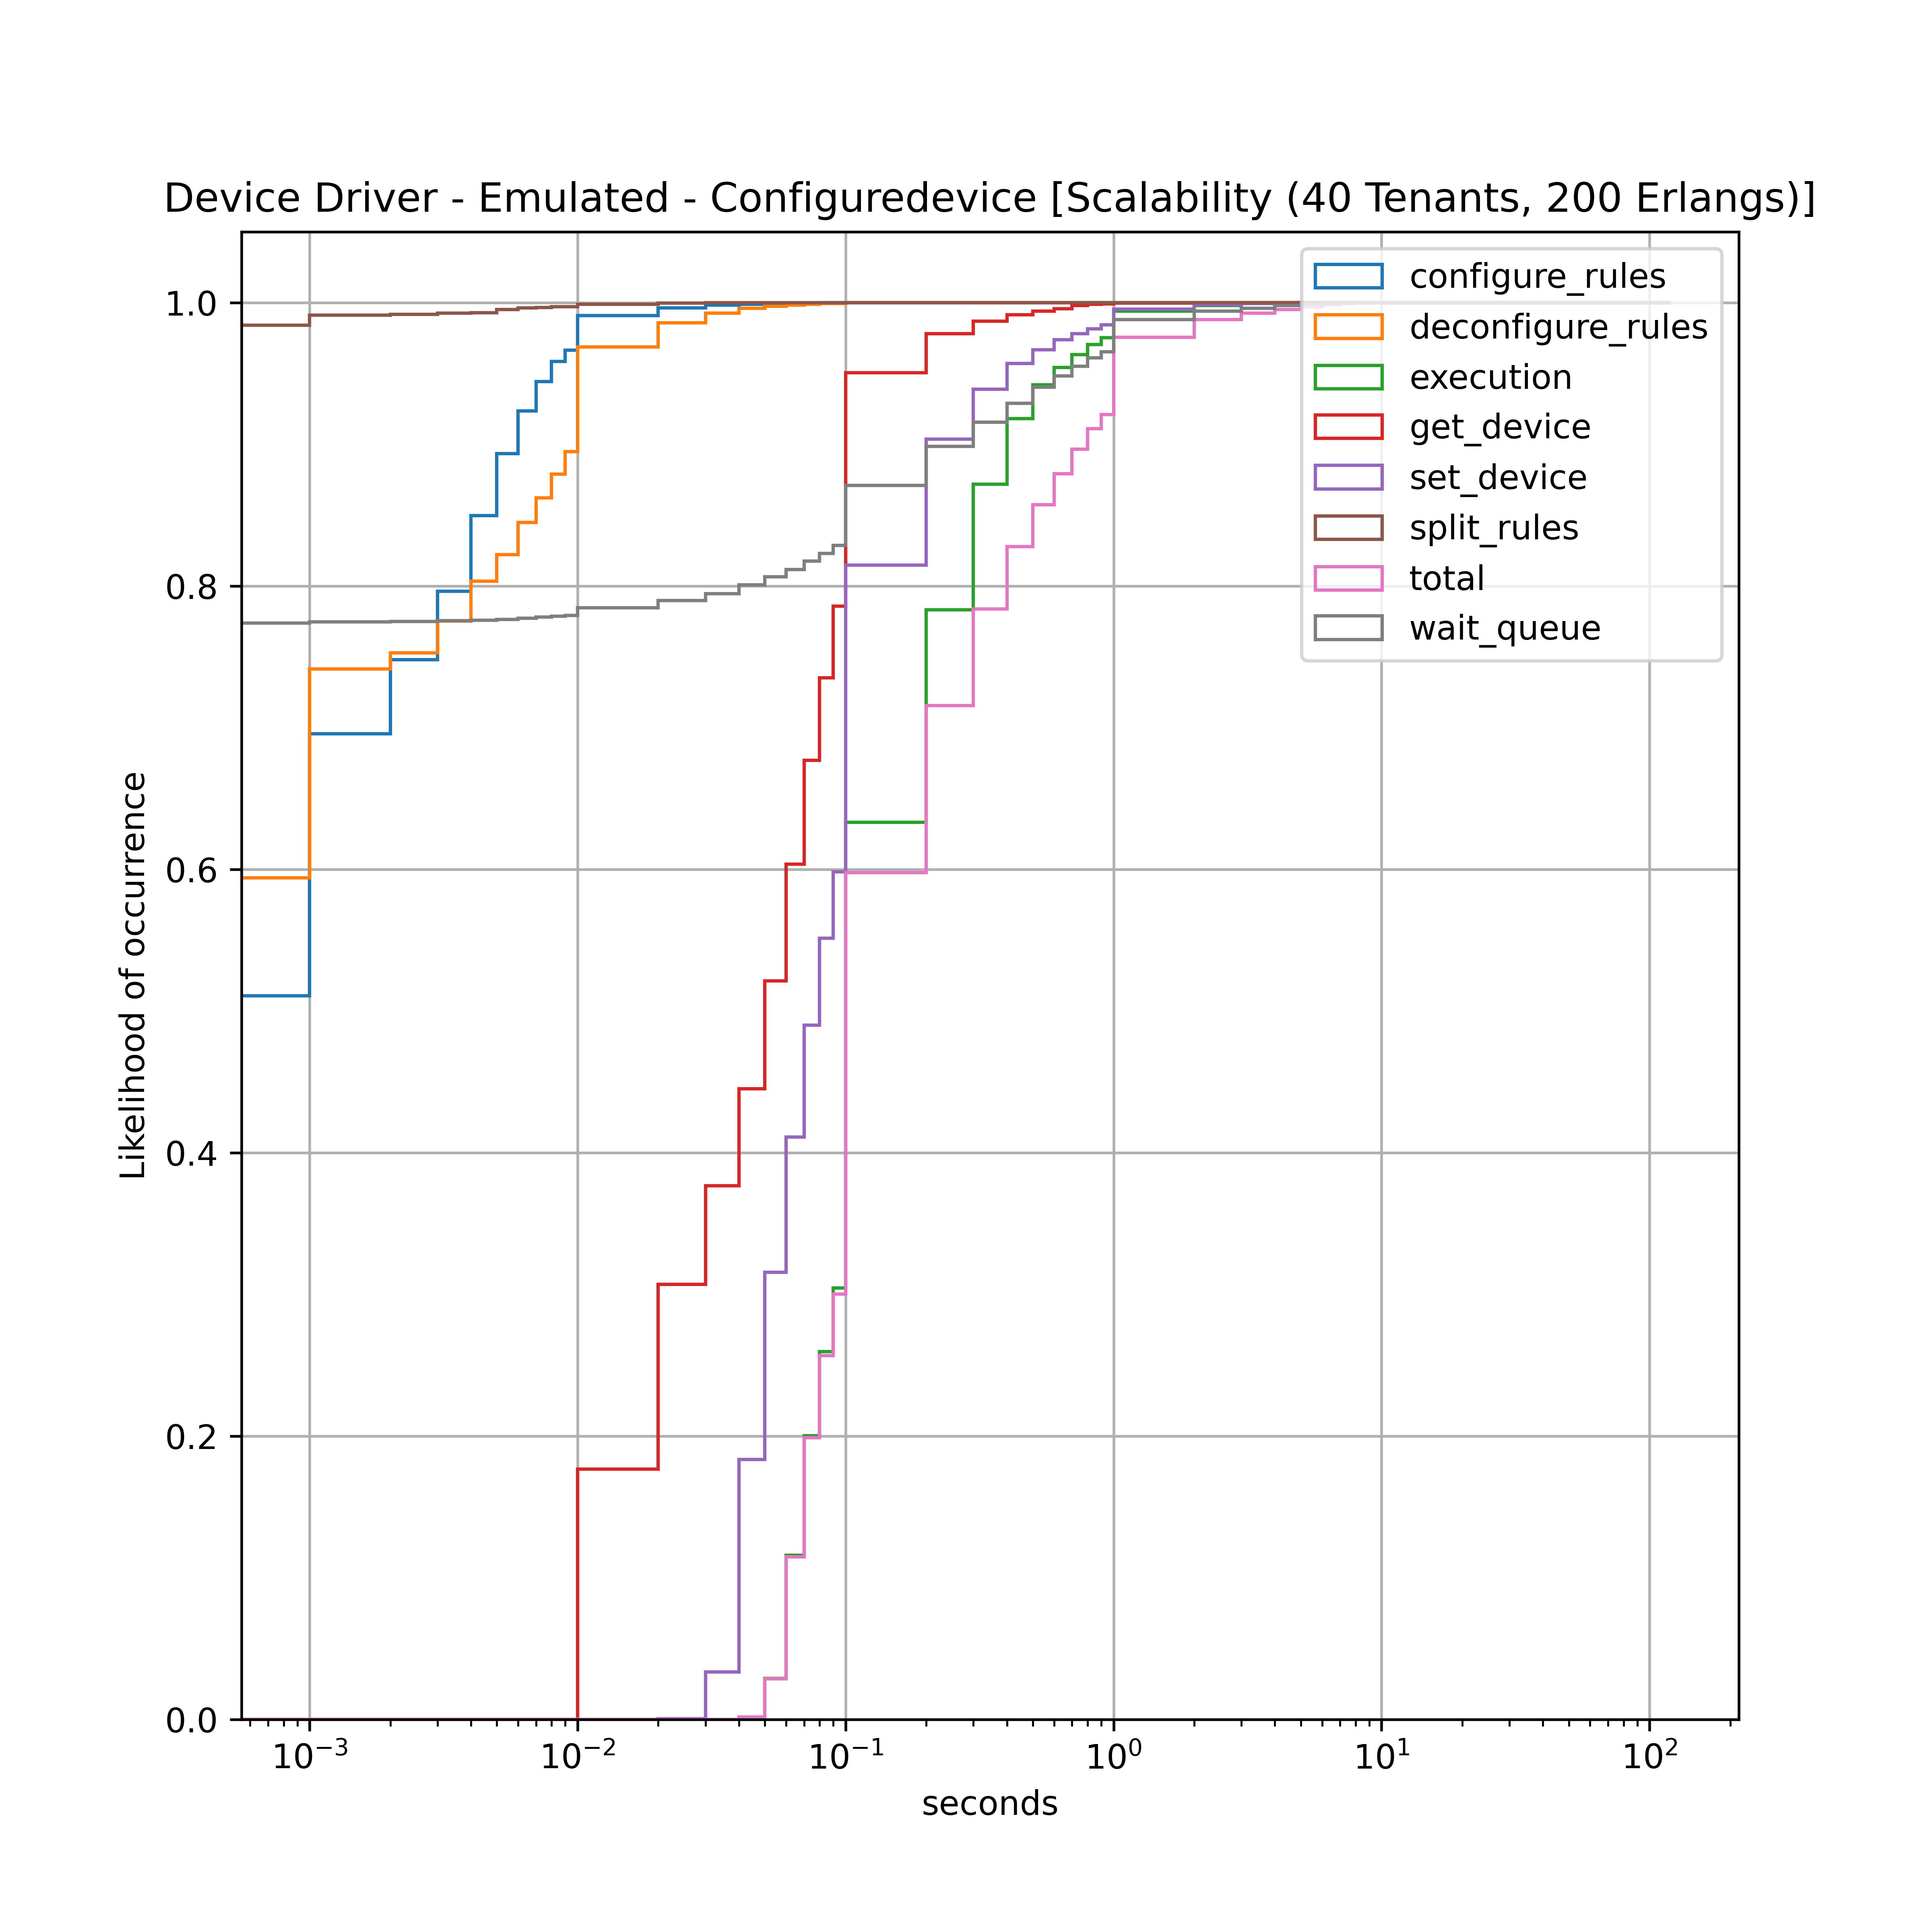 Device Driver - Emulated - Configuredevice [Scalability (40 Tenants, 200 Erlangs)]
configure_rules
deconfigure_rules
execution
get_device
set_device
split_rules
total
wait_queue
1.0
0.8
0.6
0.4
0.2
0.0
Likelihood of occurrence
10⁻³ 10⁻² 10⁻¹ 10⁰ 10¹ 10²
seconds